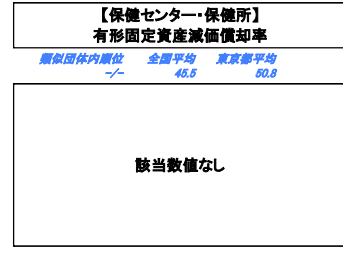 【保健センター・保健所】
有形固定資産減価償却率
類似団体内順位 全国平均 東京都平均
-/- 45.5 50.8
該当数値なし